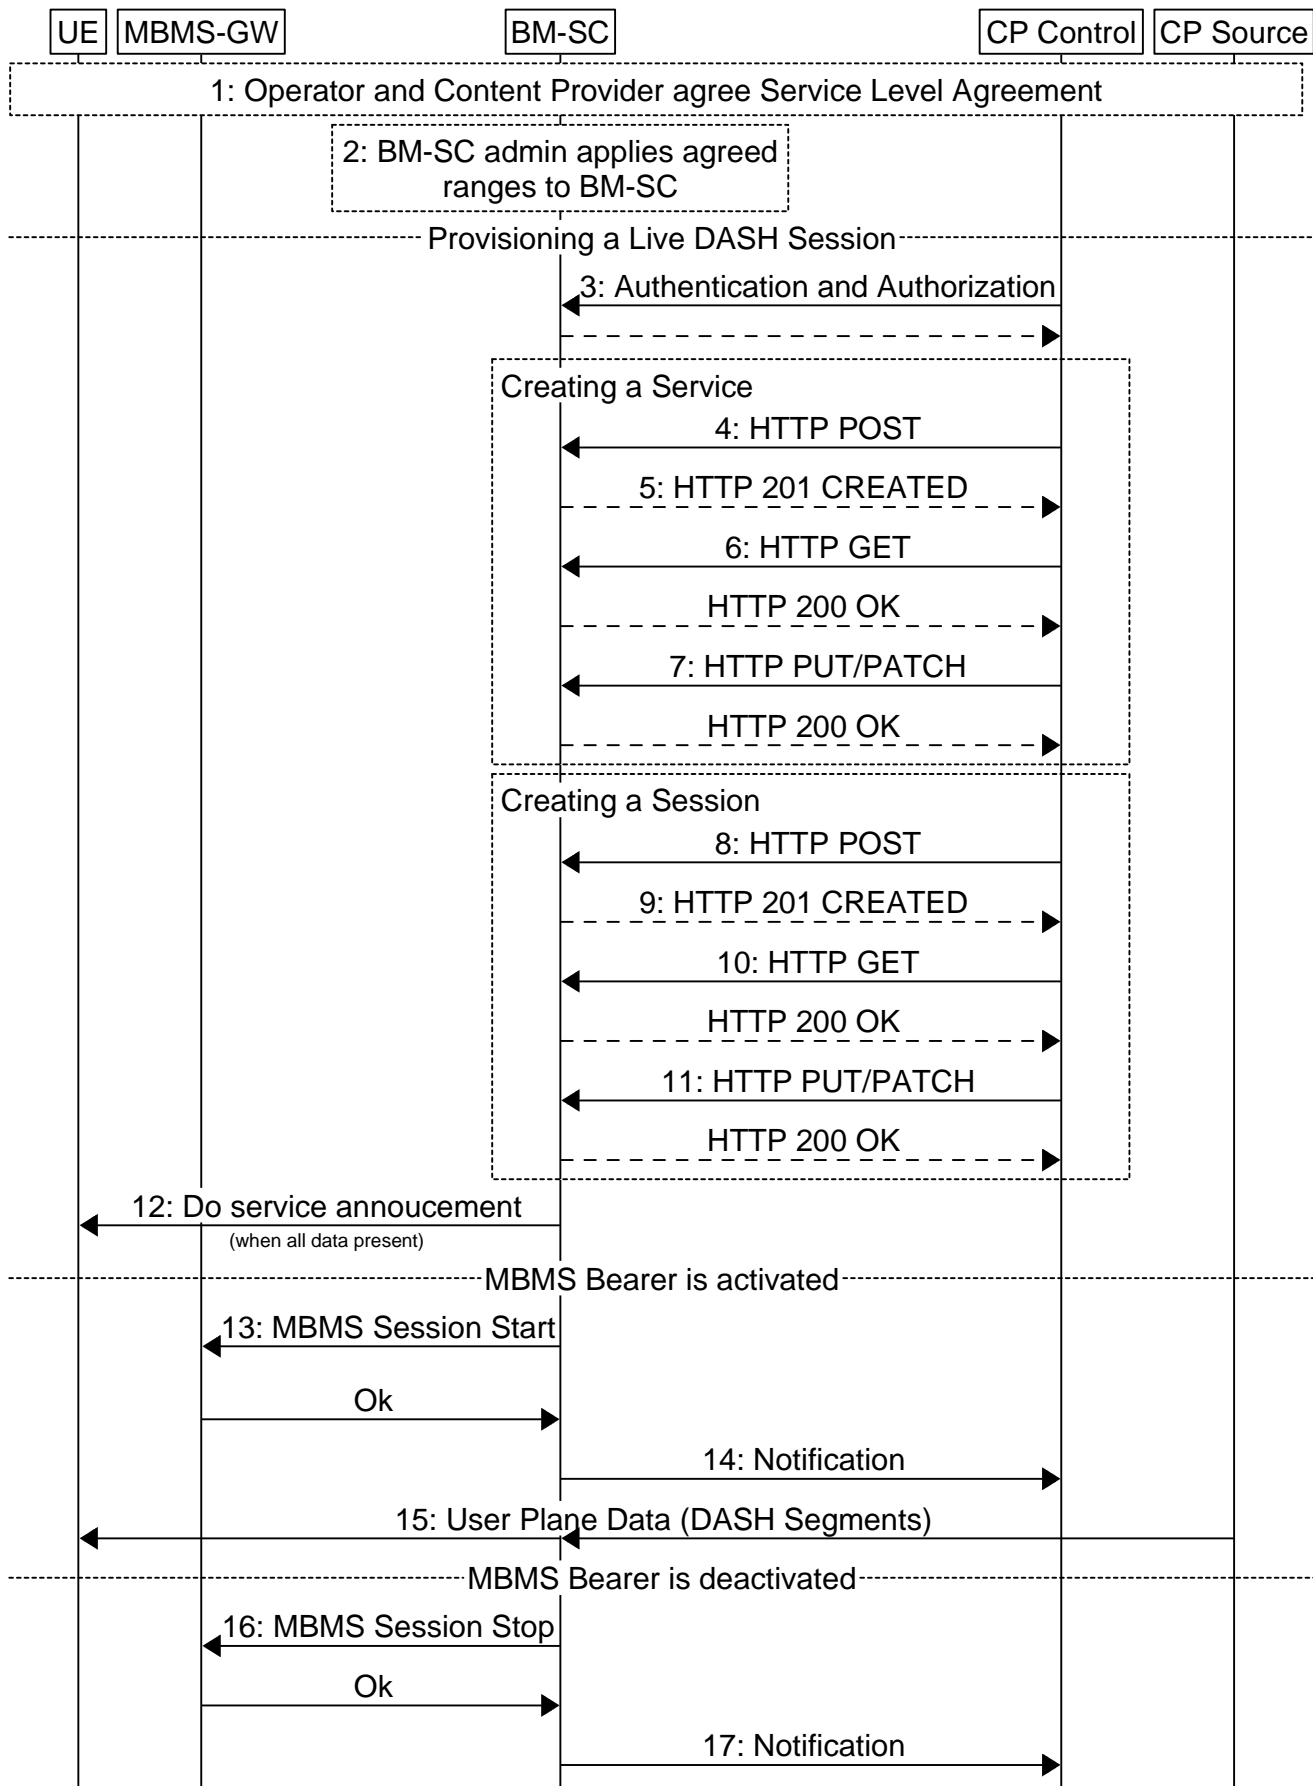 UE
MBMS-GW
BM-SC
CP Control
CP Source
1: Operator and Content Provider agree Service Level Agreement
2: BM-SC admin applies agreed
ranges to BM-SC
Provisioning a Live DASH Session
3: Authentication and Authorization
Creating a Service
4: HTTP POST
5: HTTP 201 CREATED
6: HTTP GET
HTTP 200 OK
7: HTTP PUT/PATCH
HTTP 200 OK
Creating a Session
8: HTTP POST
9: HTTP 201 CREATED
10: HTTP GET
HTTP 200 OK
11: HTTP PUT/PATCH
HTTP 200 OK
12: Do service annoucement
(when all data present)
MBMS Bearer is activated
13: MBMS Session Start
Ok
14: Notification
15: User Plane Data (DASH Segments)
MBMS Bearer is deactivated
16: MBMS Session Stop
Ok
17: Notification